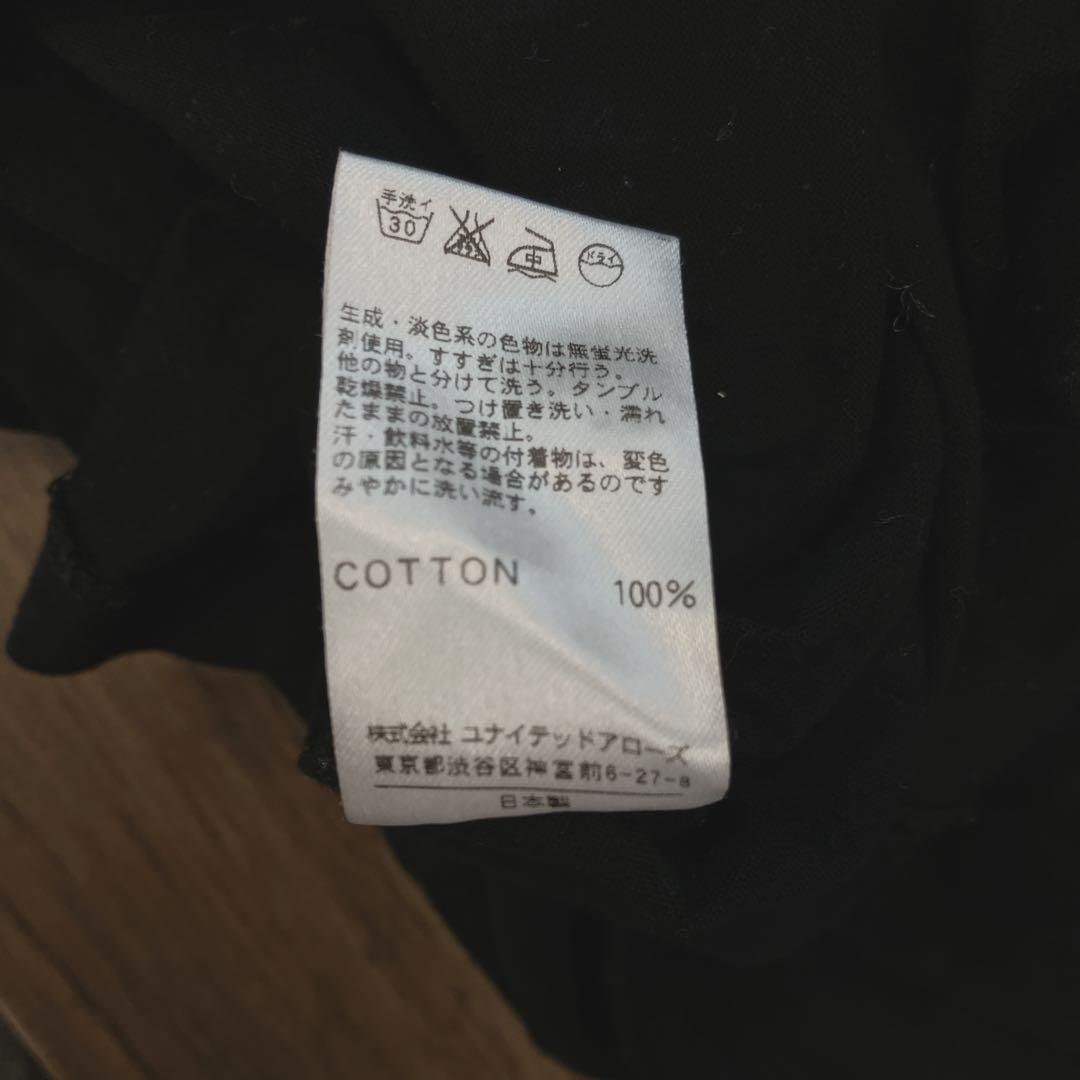 手洗イ
30
中
ドライ
生成・淡色系の色物は無蛍光洗
剤使用。すすぎは十分行う。
他の物と分けて洗う。タンブル
乾燥禁止。つけ置き洗い・濡れ
たままの放置禁止。
汗・飲料水等の付着物は、変色
の原因となる場合があるのです
みやかに洗い流す。
COTTON 100%
株式会社 ユナイテッドアローズ
東京都渋谷区神宮前6-27-8
日本製